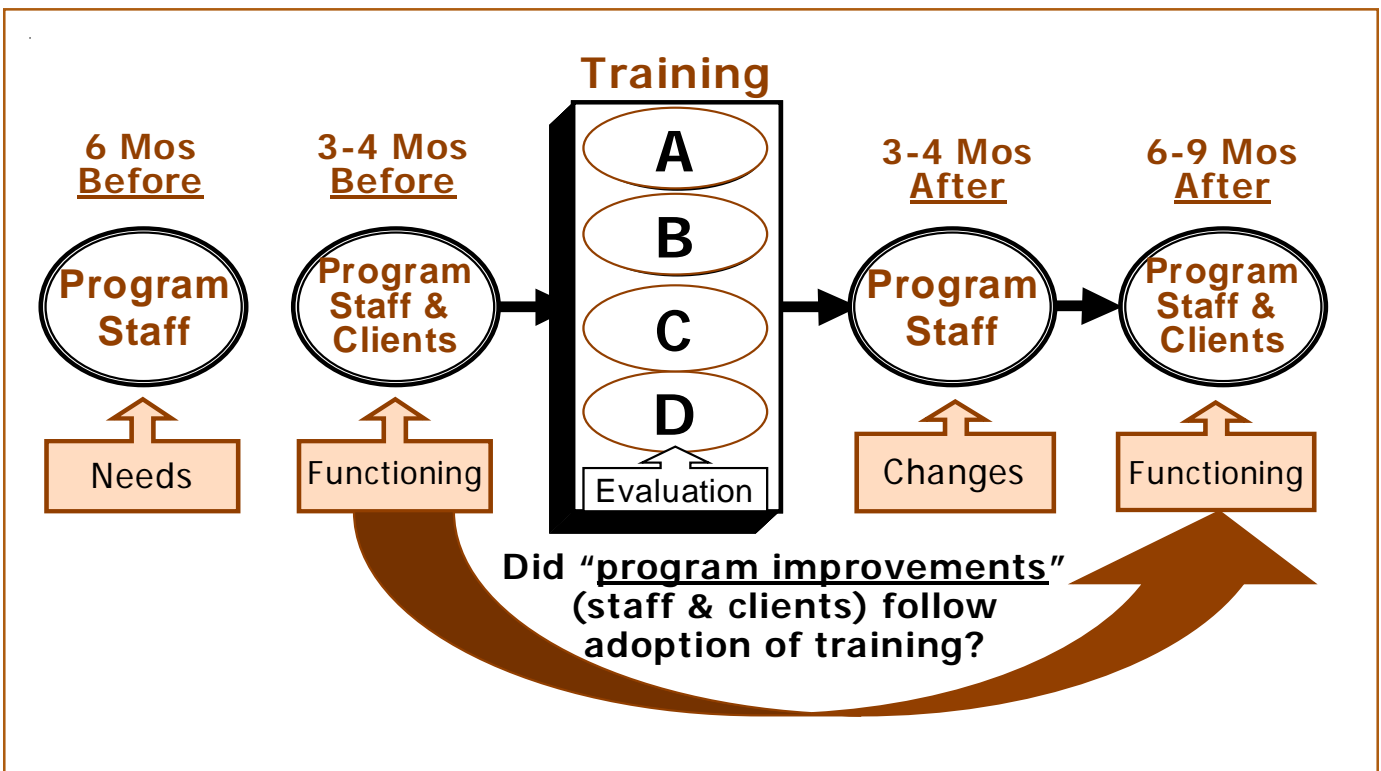 Training
6 Mos
Before
3-4 Mos
Before
3-4 Mos
After
6-9 Mos
After
Program
Staff
Program
Staff &
Clients
A
B
C
D
Evaluation
Program
Staff
Program
Staff &
Clients
Needs
Functioning
Changes
Functioning
Did “program improvements”
(staff & clients) follow
adoption of training?